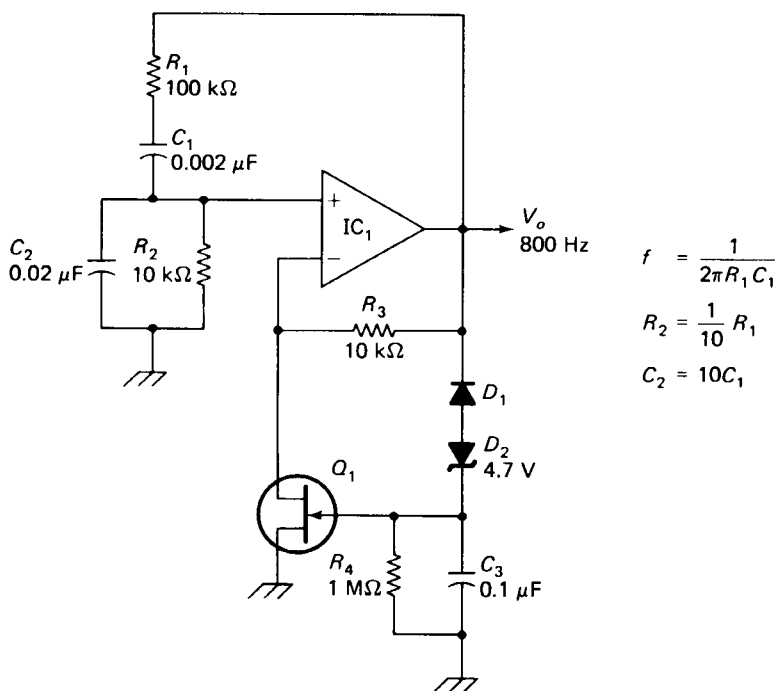 R₁
100 kΩ
C₁
0.002 μF
C₂
0.02 μF
R₂
10 kΩ
+
−
IC₁
Vₒ
800 Hz
R₃
10 kΩ
D₁
D₂
4.7 V
Q₁
R₄
1 MΩ
C₃
0.1 μF
f = 1 / 2πR₁C₁
R₂ = 1/10 R₁
C₂ = 10C₁